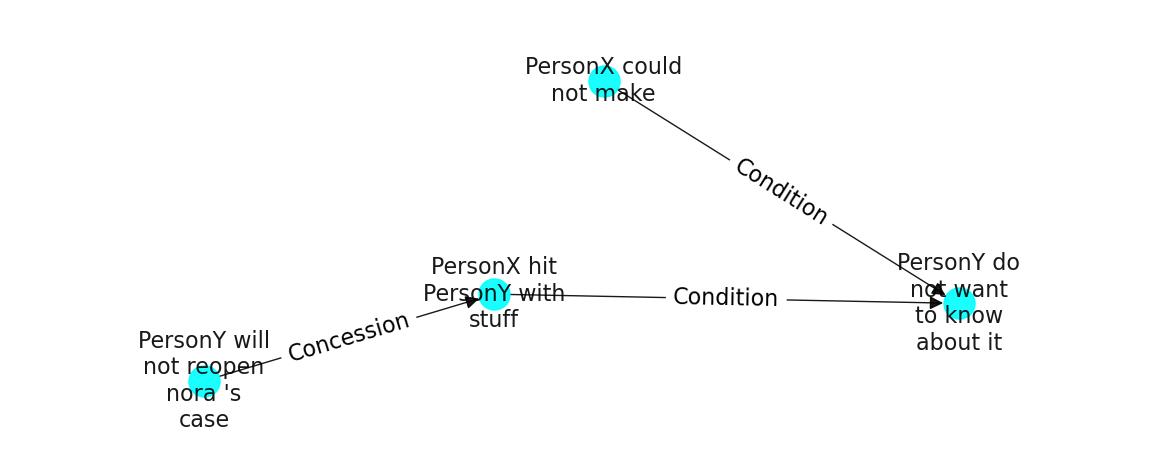 PersonX could
not make
Condition
PersonY do
not want
to know
about it
PersonX hit
PersonY with
stuff
Condition
Concession
PersonY will
not reopen
nora 's
case